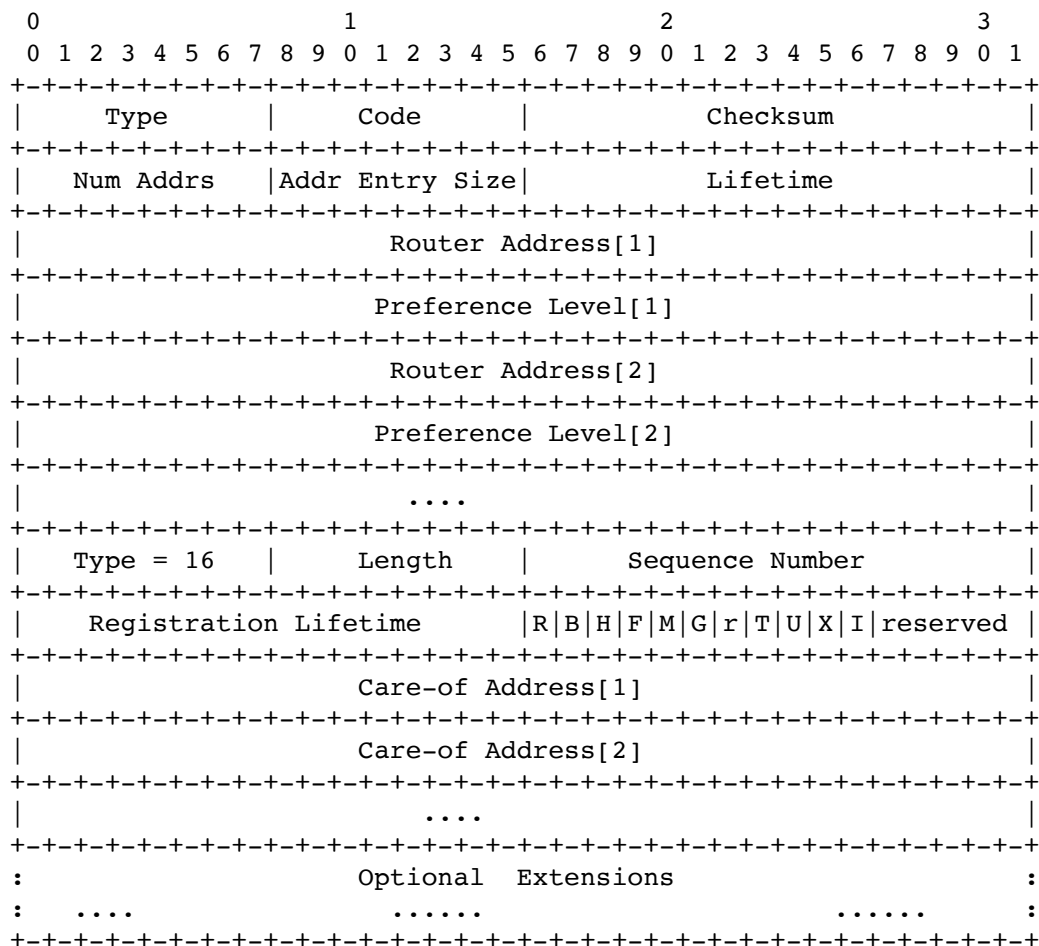 0                   1                   2                   3
 0 1 2 3 4 5 6 7 8 9 0 1 2 3 4 5 6 7 8 9 0 1 2 3 4 5 6 7 8 9 0 1
+-+-+-+-+-+-+-+-+-+-+-+-+-+-+-+-+-+-+-+-+-+-+-+-+-+-+-+-+-+-+-+-+
|     Type      |     Code      |           Checksum            |
+-+-+-+-+-+-+-+-+-+-+-+-+-+-+-+-+-+-+-+-+-+-+-+-+-+-+-+-+-+-+-+-+
|   Num Addrs   |Addr Entry Size|           Lifetime            |
+-+-+-+-+-+-+-+-+-+-+-+-+-+-+-+-+-+-+-+-+-+-+-+-+-+-+-+-+-+-+-+-+
|                       Router Address[1]                       |
+-+-+-+-+-+-+-+-+-+-+-+-+-+-+-+-+-+-+-+-+-+-+-+-+-+-+-+-+-+-+-+-+
|                      Preference Level[1]                      |
+-+-+-+-+-+-+-+-+-+-+-+-+-+-+-+-+-+-+-+-+-+-+-+-+-+-+-+-+-+-+-+-+
|                       Router Address[2]                       |
+-+-+-+-+-+-+-+-+-+-+-+-+-+-+-+-+-+-+-+-+-+-+-+-+-+-+-+-+-+-+-+-+
|                      Preference Level[2]                      |
+-+-+-+-+-+-+-+-+-+-+-+-+-+-+-+-+-+-+-+-+-+-+-+-+-+-+-+-+-+-+-+-+
|                        ....                                   |
+-+-+-+-+-+-+-+-+-+-+-+-+-+-+-+-+-+-+-+-+-+-+-+-+-+-+-+-+-+-+-+-+
|   Type = 16   |     Length    |      Sequence Number          |
+-+-+-+-+-+-+-+-+-+-+-+-+-+-+-+-+-+-+-+-+-+-+-+-+-+-+-+-+-+-+-+-+
|    Registration Lifetime      |R|B|H|F|M|G|r|T|U|X|I|reserved |
+-+-+-+-+-+-+-+-+-+-+-+-+-+-+-+-+-+-+-+-+-+-+-+-+-+-+-+-+-+-+-+-+
|                     Care-of Address[1]                        |
+-+-+-+-+-+-+-+-+-+-+-+-+-+-+-+-+-+-+-+-+-+-+-+-+-+-+-+-+-+-+-+-+
|                     Care-of Address[2]                        |
+-+-+-+-+-+-+-+-+-+-+-+-+-+-+-+-+-+-+-+-+-+-+-+-+-+-+-+-+-+-+-+-+
|                         ....                                  |
+-+-+-+-+-+-+-+-+-+-+-+-+-+-+-+-+-+-+-+-+-+-+-+-+-+-+-+-+-+-+-+-+
:                     Optional  Extensions                      :
:   ....                ......                      ......      :
+-+-+-+-+-+-+-+-+-+-+-+-+-+-+-+-+-+-+-+-+-+-+-+-+-+-+-+-+-+-+-+-+